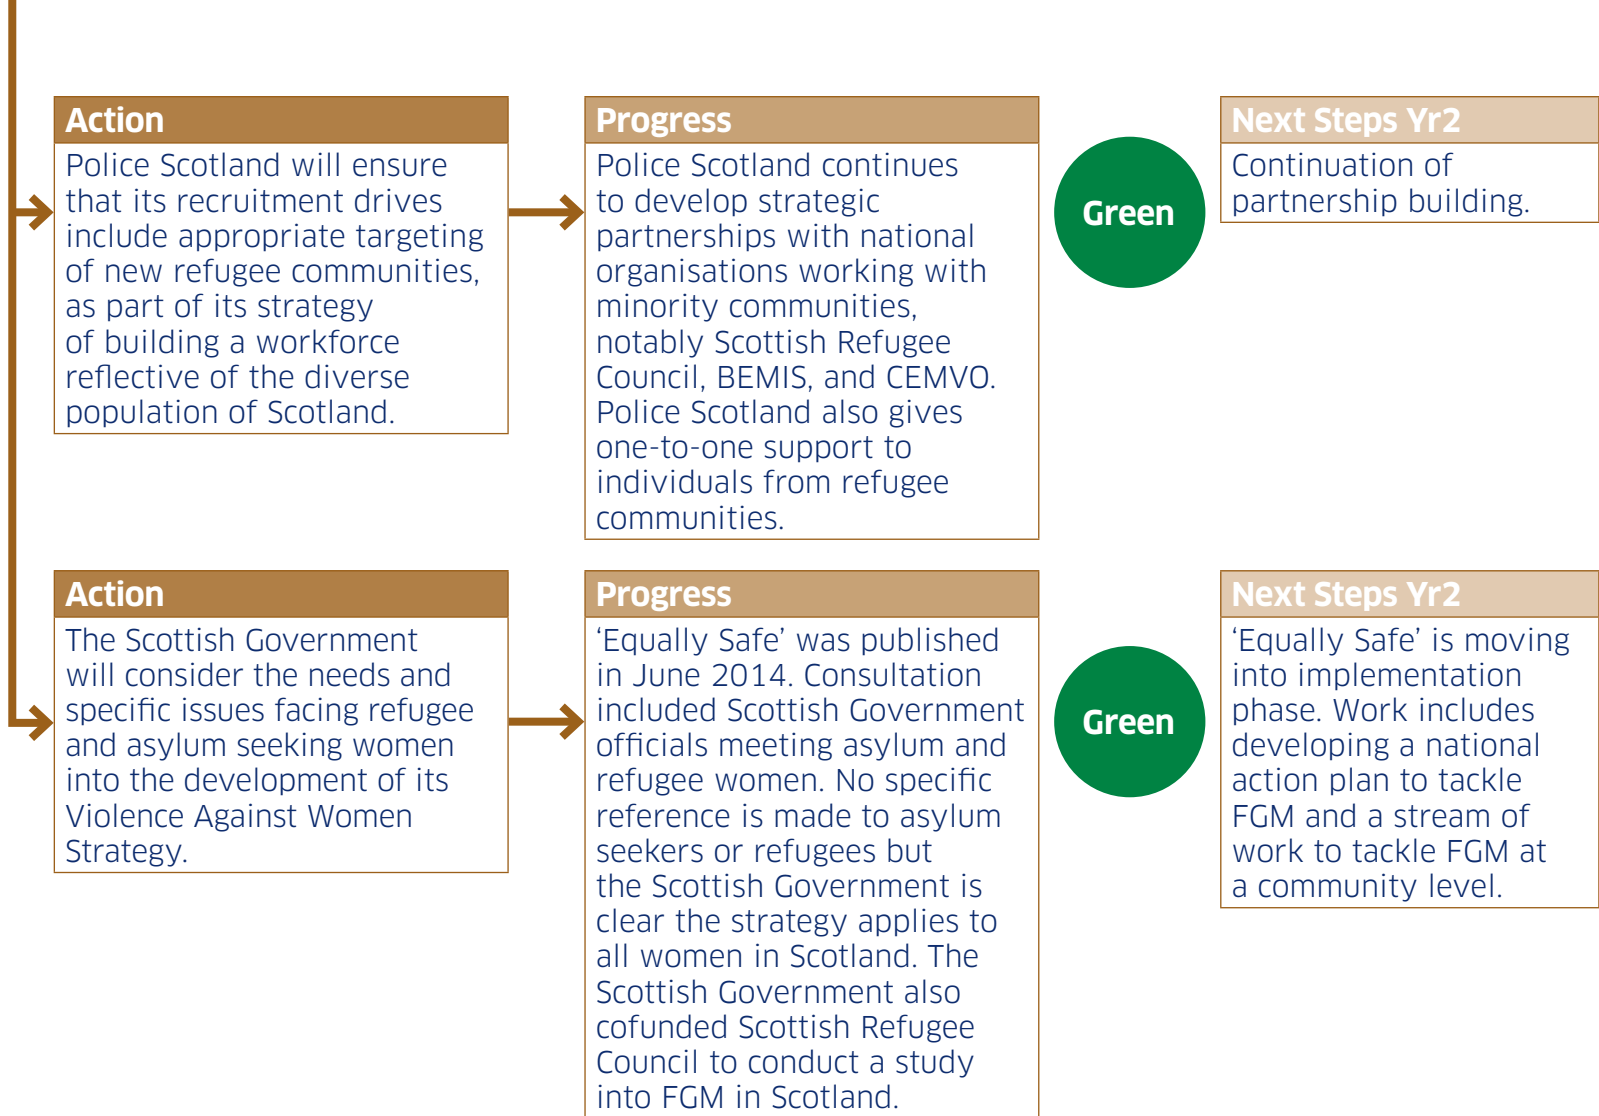 Action
Police Scotland will ensure
that its recruitment drives
include appropriate targeting
of new refugee communities,
as part of its strategy
of building a workforce
reflective of the diverse
population of Scotland.
Progress
Police Scotland continues
to develop strategic
partnerships with national
organisations working with
minority communities,
notably Scottish Refugee
Council, BEMIS, and CEMVO.
Police Scotland also gives
one-to-one support to
individuals from refugee
communities.
Green
Next Steps Yr2
Continuation of
partnership building.
Action
The Scottish Government
will consider the needs and
specific issues facing refugee
and asylum seeking women
into the development of its
Violence Against Women
Strategy.
Progress
‘Equally Safe’ was published
in June 2014. Consultation
included Scottish Government
officials meeting asylum and
refugee women. No specific
reference is made to asylum
seekers or refugees but
the Scottish Government is
clear the strategy applies to
all women in Scotland. The
Scottish Government also
cofunded Scottish Refugee
Council to conduct a study
into FGM in Scotland.
Green
Next Steps Yr2
‘Equally Safe’ is moving
into implementation
phase. Work includes
developing a national
action plan to tackle
FGM and a stream of
work to tackle FGM at
a community level.